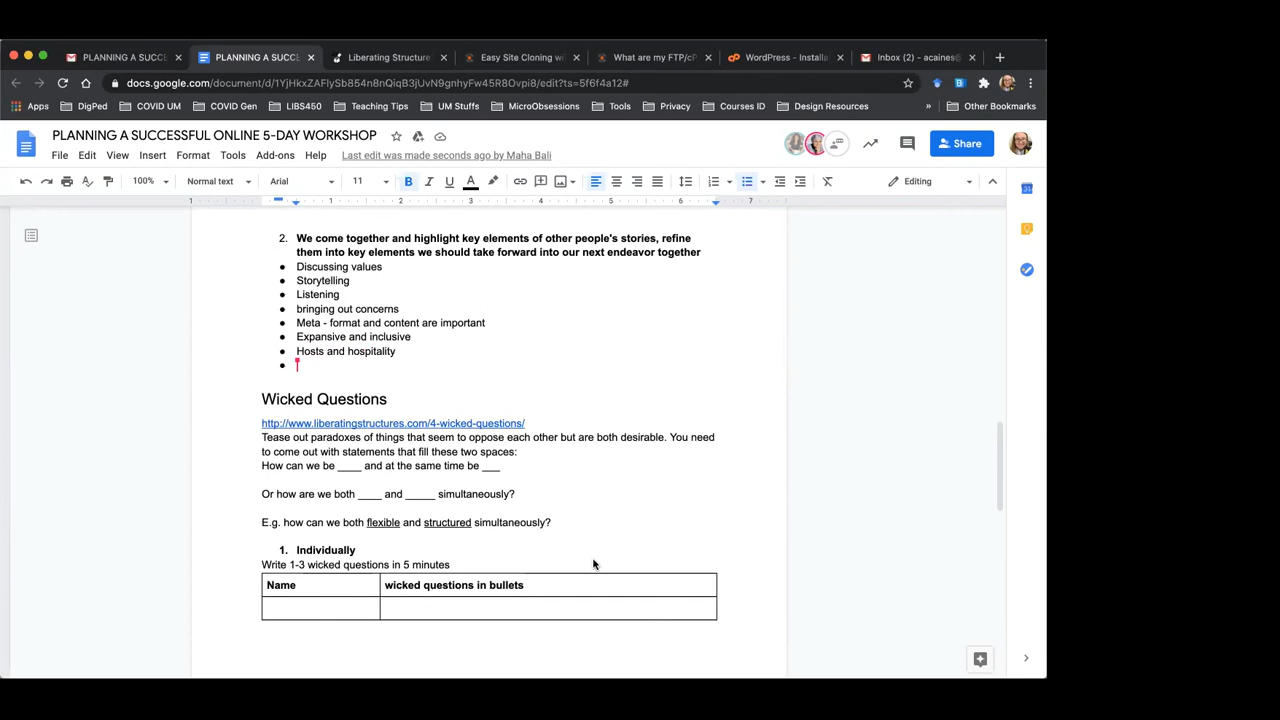 PLANNING A SUCCE
PLANNING A SUCCE
Liberating Structure
Easy Site Cloning wit
What are my FTP/cP
WordPress - Installa
Inbox (2) - acaines@
docs.google.com/document/d/1YjHkxZAFlySb854n8nQiqB3jUvN9gnhyFw45R8Ovpi8/edit?ts=5f6f4a12#
Apps
DigPed
COVID UM
COVID Gen
LIBS450
Teaching Tips
UM Stuffs
MicroObsessions
Tools
Privacy
Courses ID
Design Resources
»
Other Bookmarks
PLANNING A SUCCESSFUL ONLINE 5-DAY WORKSHOP
File Edit View Insert Format Tools Add-ons Help Last edit was made seconds ago by Maha Bali
Share
100% Normal text Arial 11 B I U A Editing
1 1 2 3 4 5 6 7
2. We come together and highlight key elements of other people's stories, refine
them into key elements we should take forward into our next endeavor together
● Discussing values
● Storytelling
● Listening
● bringing out concerns
● Meta - format and content are important
● Expansive and inclusive
● Hosts and hospitality
●
Wicked Questions
http://www.liberatingstructures.com/4-wicked-questions/
Tease out paradoxes of things that seem to oppose each other but are both desirable. You need
to come out with statements that fill these two spaces:
How can we be ____ and at the same time be ___
Or how are we both ____ and _____ simultaneously?
E.g. how can we both flexible and structured simultaneously?
1. Individually
Write 1-3 wicked questions in 5 minutes
Name wicked questions in bullets